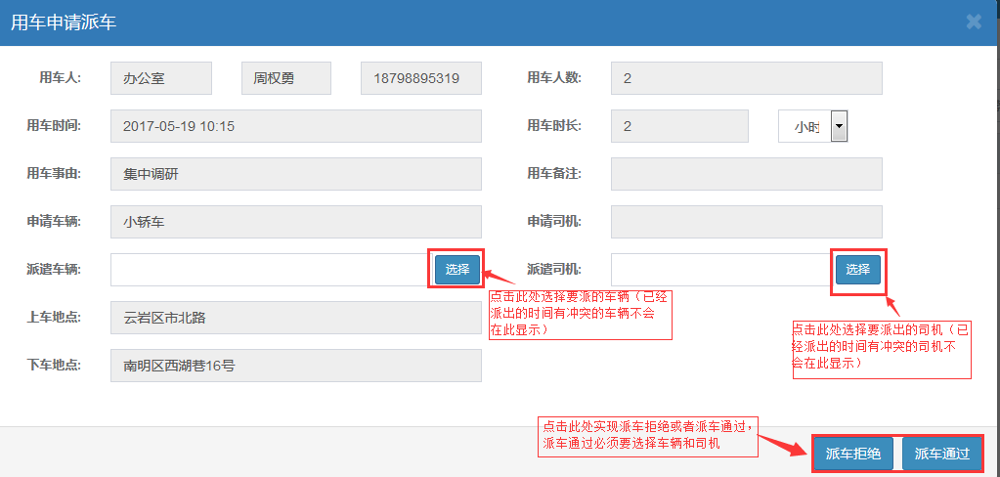 用车申请派车
用车人: 办公室 周权勇 18798895319 用车人数: 2
用车时间: 2017-05-19 10:15 用车时长: 2 小时
用车事由: 集中调研 用车备注:
申请车辆: 小轿车 申请司机:
派遣车辆: 选择 派遣司机: 选择
点击此处选择要派的车辆（已经
派出的时间有冲突的车辆不会
在此显示）
点击此处选择要派出的司机（已
经派出的时间有冲突的司机不
会在此显示）
上车地点: 云岩区市北路
下车地点: 南明区西湖巷16号
点击此处实现派车拒绝或者派车通过，
派车通过必须要选择车辆和司机
派车拒绝 派车通过